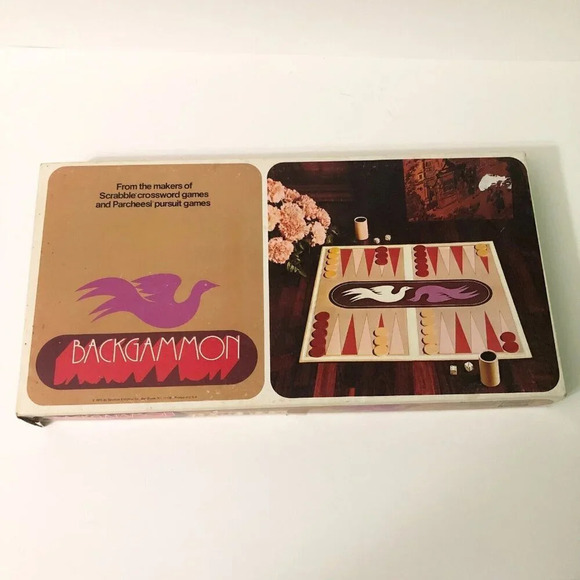 From the makers of
Scrabble crossword games
and Parcheesi pursuit games
BACKGAMMON